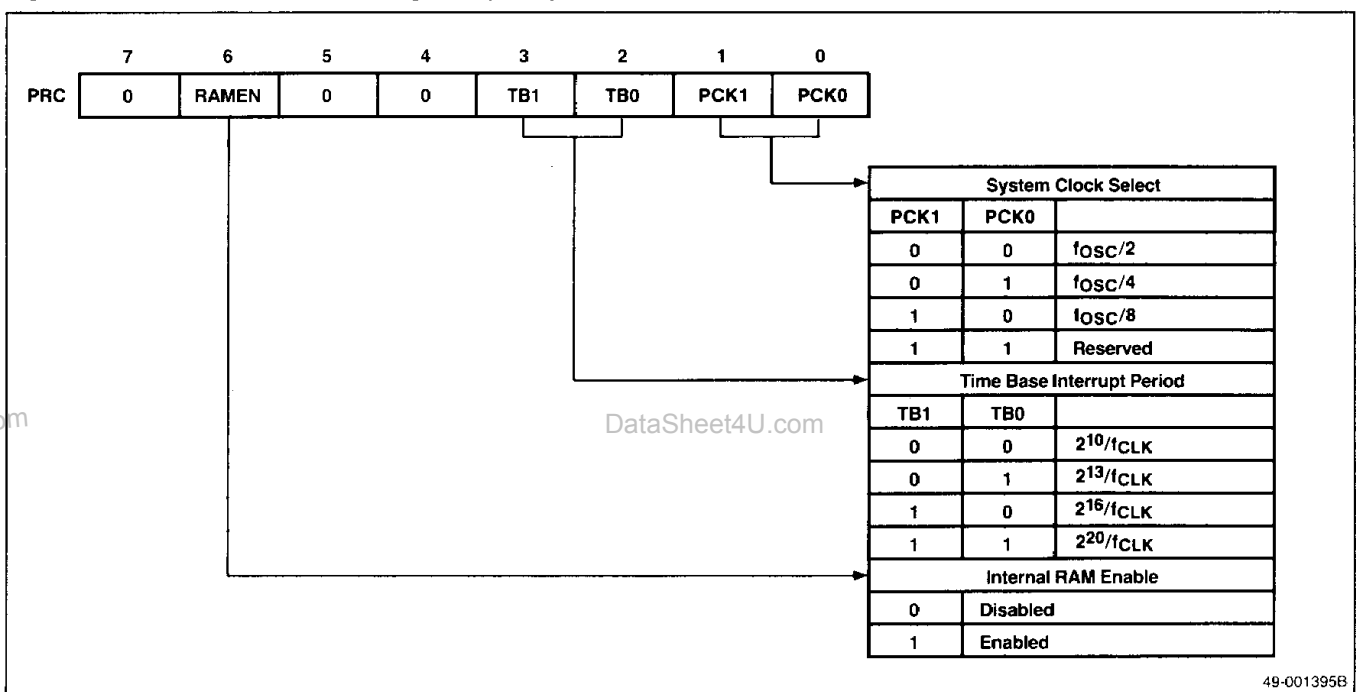 7 6 5 4 3 2 1 0
PRC 0 RAMEN 0 0 TB1 TB0 PCK1 PCK0
System Clock Select
PCK1 PCK0
0 0 fOSC/2
0 1 fOSC/4
1 0 fOSC/8
1 1 Reserved
Time Base Interrupt Period
TB1 TB0
0 0 2^10/fCLK
0 1 2^13/fCLK
1 0 2^16/fCLK
1 1 2^20/fCLK
Internal RAM Enable
0 Disabled
1 Enabled
om
DataSheet4U.com
49-001395B